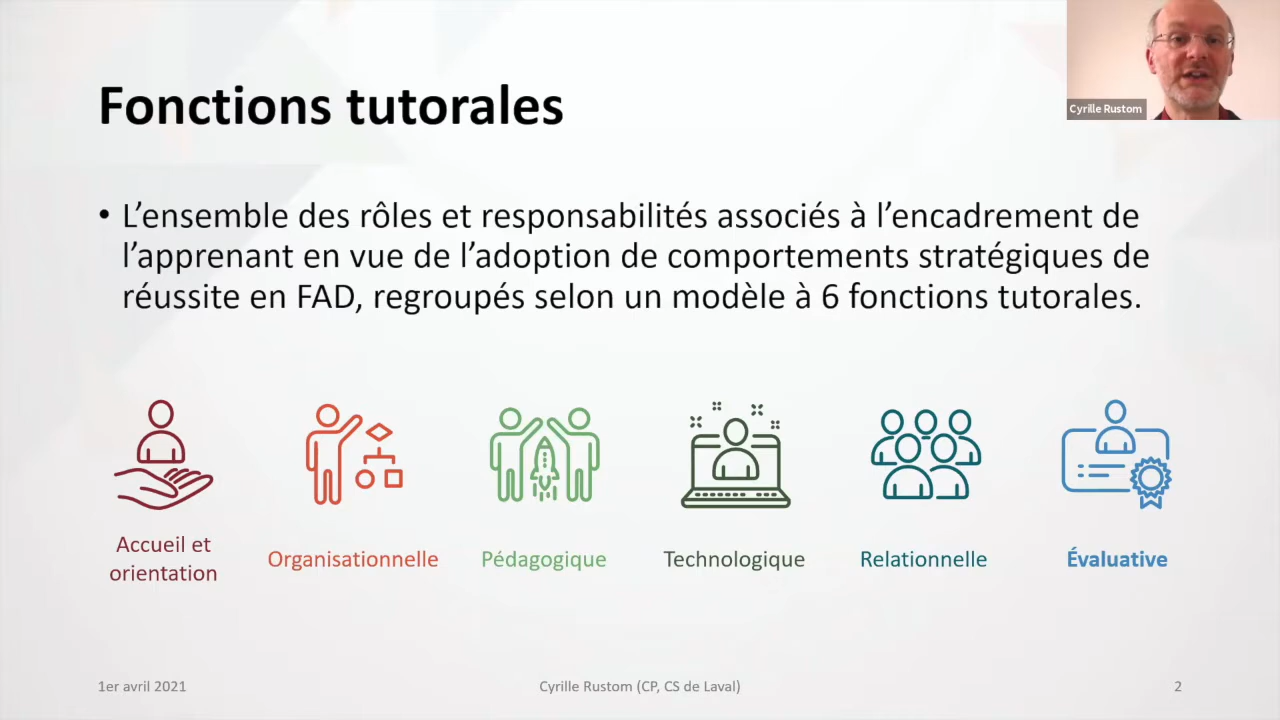 Cyrille Rustom
Fonctions tutorales
• L’ensemble des rôles et responsabilités associés à l’encadrement de
l’apprenant en vue de l’adoption de comportements stratégiques de
réussite en FAD, regroupés selon un modèle à 6 fonctions tutorales.
Accueil et
orientation
Organisationnelle
Pédagogique
Technologique
Relationnelle
Évaluative
1er avril 2021
Cyrille Rustom (CP, CS de Laval)
2